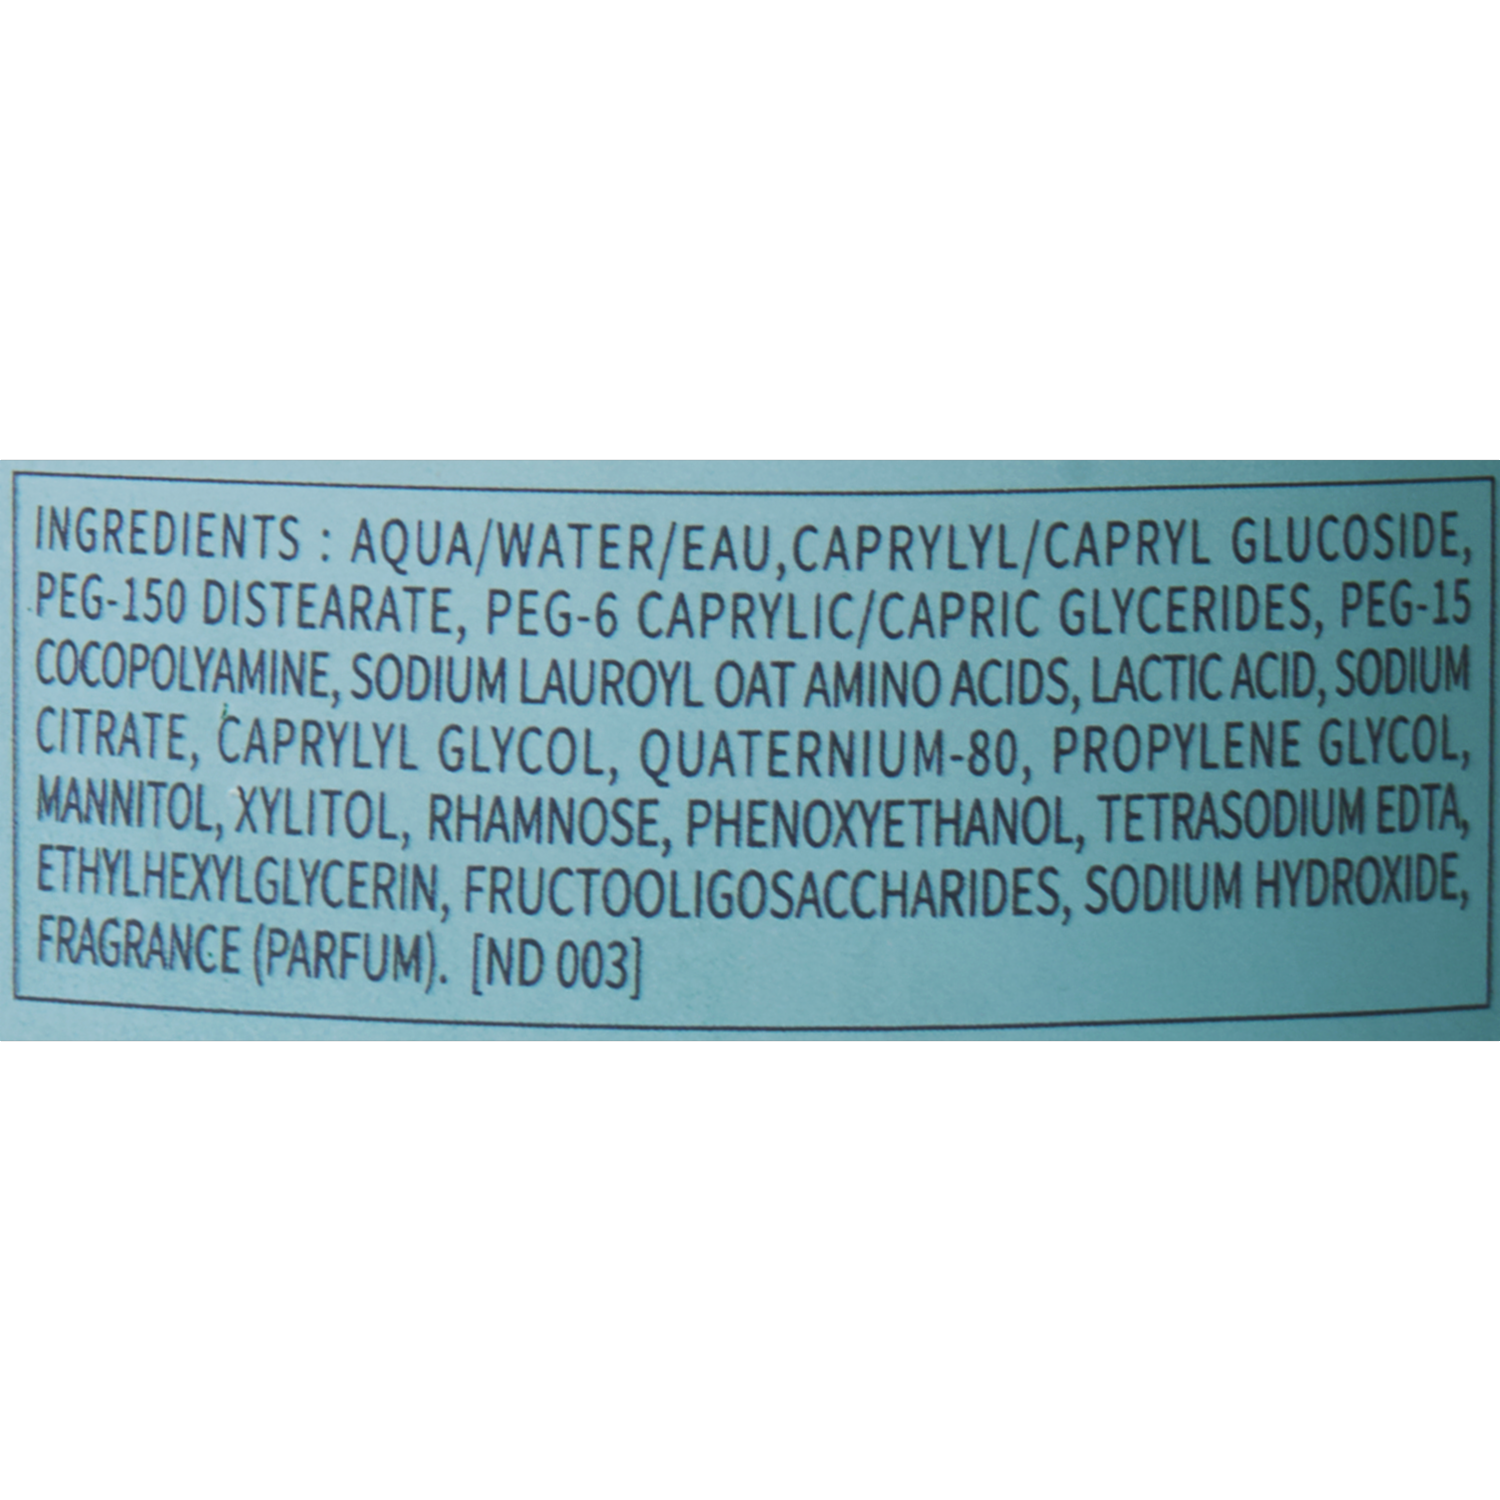 INGREDIENTS : AQUA/WATER/EAU,CAPRYLYL/CAPRYL GLUCOSIDE,
PEG-150 DISTEARATE, PEG-6 CAPRYLIC/CAPRIC GLYCERIDES, PEG-15
COCOPOLYAMINE, SODIUM LAUROYL OAT AMINO ACIDS, LACTIC ACID, SODIUM
CITRATE, CAPRYLYL GLYCOL, QUATERNIUM-80, PROPYLENE GLYCOL,
MANNITOL, XYLITOL, RHAMNOSE, PHENOXYETHANOL, TETRASODIUM EDTA,
ETHYLHEXYLGLYCERIN, FRUCTOOLIGOSACCHARIDES, SODIUM HYDROXIDE,
FRAGRANCE (PARFUM). [ND 003]